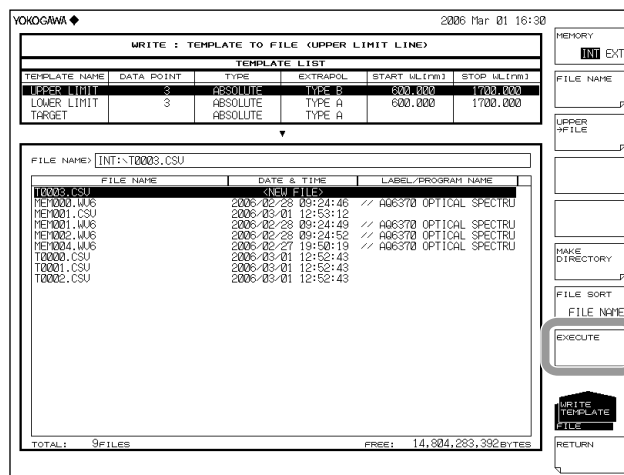 YOKOGAWA
2006 Mar 01 16:30
WRITE : TEMPLATE TO FILE (UPPER LIMIT LINE)
TEMPLATE LIST
TEMPLATE NAME DATA POINT TYPE EXTRAPOL START WL[nm] STOP WL[nm]
UPPER LIMIT 3 ABSOLUTE TYPE B 600.000 1700.000
LOWER LIMIT 3 ABSOLUTE TYPE A 600.000 1700.000
TARGET ABSOLUTE TYPE A
FILE NAME> INT:\T0003.CSV
FILE NAME DATE & TIME LABEL/PROGRAM NAME
T0003.CSV <NEW FILE>
MEM000.WV6 2006/02/28 09:24:46 // AQ6370 OPTICAL SPECTRU
MEM001.CSV 2006/03/01 12:53:12
MEM001.WV6 2006/02/28 09:24:49 // AQ6370 OPTICAL SPECTRU
MEM002.WV6 2006/02/28 09:24:52 // AQ6370 OPTICAL SPECTRU
MEM004.WV6 2006/02/27 19:50:19 // AQ6370 OPTICAL SPECTRU
T0000.CSV 2006/03/01 12:52:43
T0001.CSV 2006/03/01 12:52:43
T0002.CSV 2006/03/01 12:52:43
TOTAL: 9FILES FREE: 14,804,283,392BYTES
MEMORY
INT EXT
FILE NAME
UPPER
→FILE
MAKE
DIRECTORY
FILE SORT
FILE NAME
EXECUTE
WRITE
TEMPLATE
FILE
RETURN